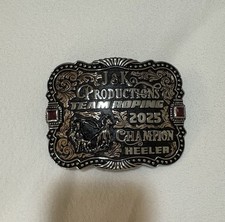 J & K
PRODUCTIONS
TEAM ROPING
2025
CHAMPION
HEELER